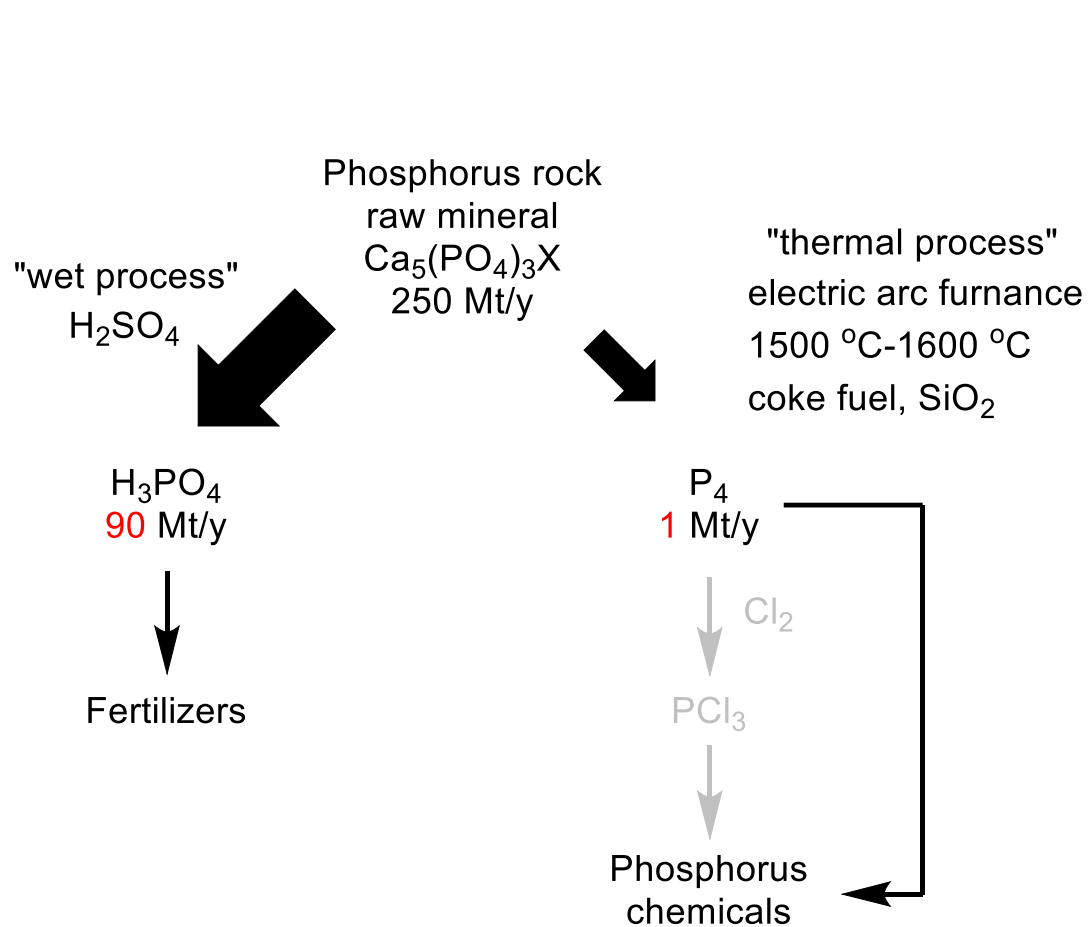 Phosphorus rock
raw mineral
Ca₅(PO₄)₃X
250 Mt/y
"wet process"
H₂SO₄
"thermal process"
electric arc furnance
1500 ºC-1600 ºC
coke fuel, SiO₂
H₃PO₄
90 Mt/y
Fertilizers
P₄
1 Mt/y
Cl₂
PCl₃
Phosphorus
chemicals